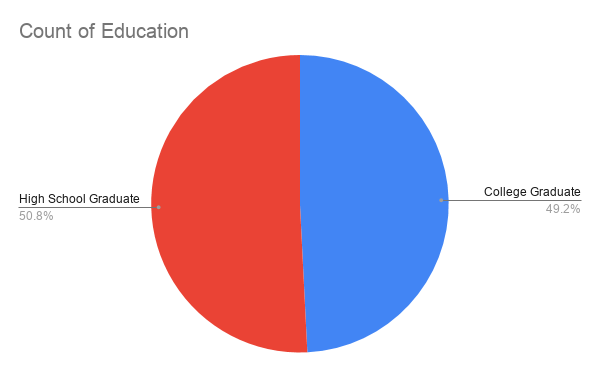 Count of Education
High School Graduate
50.8%
College Graduate
49.2%